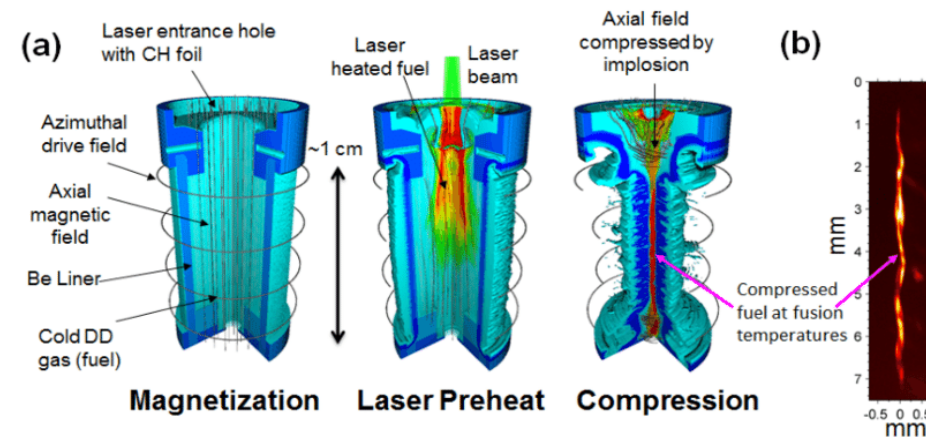 (a)
Laser entrance hole
with CH foil
Azimuthal
drive field
Axial
magnetic
field
Be Liner
Cold DD
gas (fuel)
~1 cm
Magnetization
Laser
heated fuel
Laser
beam
Laser Preheat
Axial field
compressed by
implosion
Compressed
fuel at fusion
temperatures
Compression
(b)
0
1
2
3
4
5
6
7
mm
-0.5 0 0.5
mm